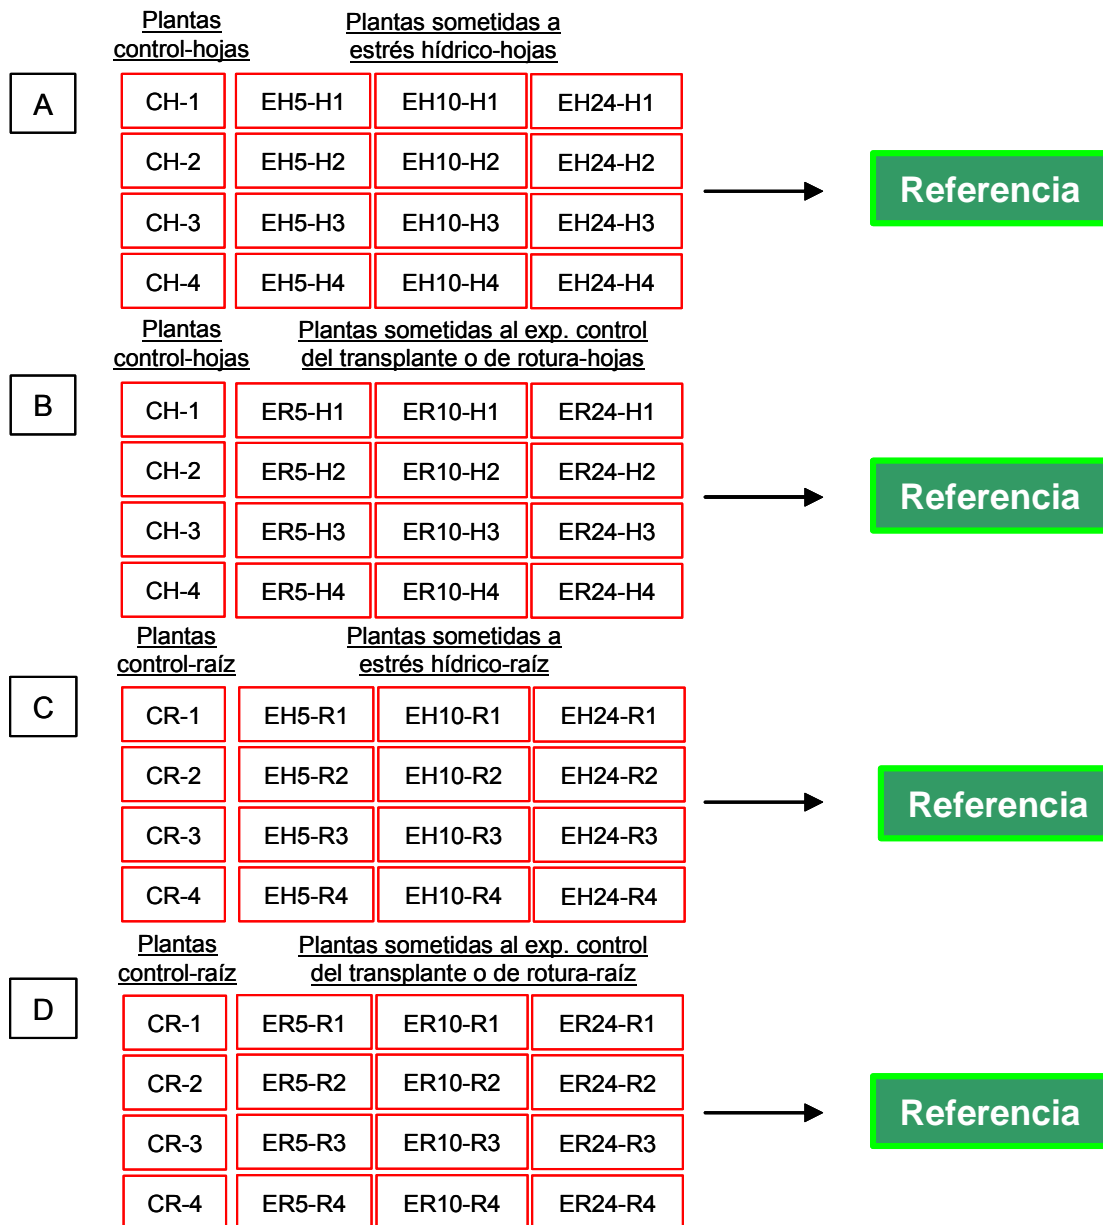 Plantas
control-hojas
Plantas sometidas a
estrés hídrico-hojas
A
CH-1 EH5-H1 EH10-H1 EH24-H1
CH-2 EH5-H2 EH10-H2 EH24-H2
CH-3 EH5-H3 EH10-H3 EH24-H3
CH-4 EH5-H4 EH10-H4 EH24-H4
Referencia
Plantas
control-hojas
Plantas sometidas al exp. control
del transplante o de rotura-hojas
B
CH-1 ER5-H1 ER10-H1 ER24-H1
CH-2 ER5-H2 ER10-H2 ER24-H2
CH-3 ER5-H3 ER10-H3 ER24-H3
CH-4 ER5-H4 ER10-H4 ER24-H4
Referencia
Plantas
control-raíz
Plantas sometidas a
estrés hídrico-raíz
C
CR-1 EH5-R1 EH10-R1 EH24-R1
CR-2 EH5-R2 EH10-R2 EH24-R2
CR-3 EH5-R3 EH10-R3 EH24-R3
CR-4 EH5-R4 EH10-R4 EH24-R4
Referencia
Plantas
control-raíz
Plantas sometidas al exp. control
del transplante o de rotura-raíz
D
CR-1 ER5-R1 ER10-R1 ER24-R1
CR-2 ER5-R2 ER10-R2 ER24-R2
CR-3 ER5-R3 ER10-R3 ER24-R3
CR-4 ER5-R4 ER10-R4 ER24-R4
Referencia